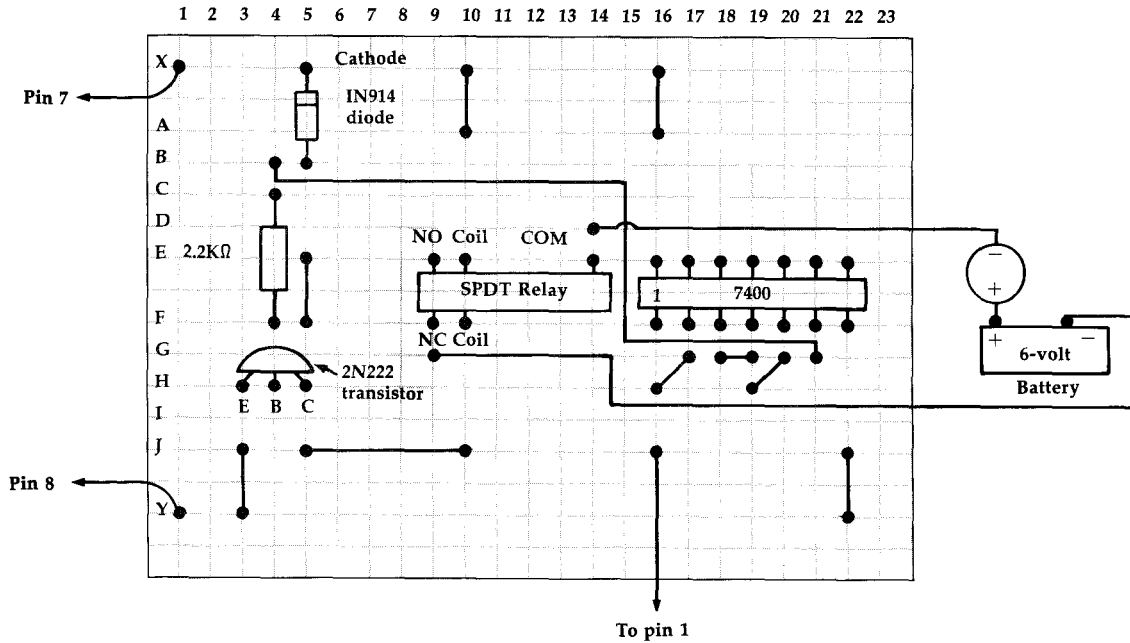 1 2 3 4 5 6 7 8 9 10 11 12 13 14 15 16 17 18 19 20 21 22 23
X
Cathode
Pin 7
IN914
diode
A
B
C
D
NO Coil
COM
E
2.2KΩ
SPDT Relay
1
7400
−
+
F
NC Coil
+
−
6-volt
Battery
G
2N222
transistor
H
E B C
I
J
Pin 8
Y
To pin 1